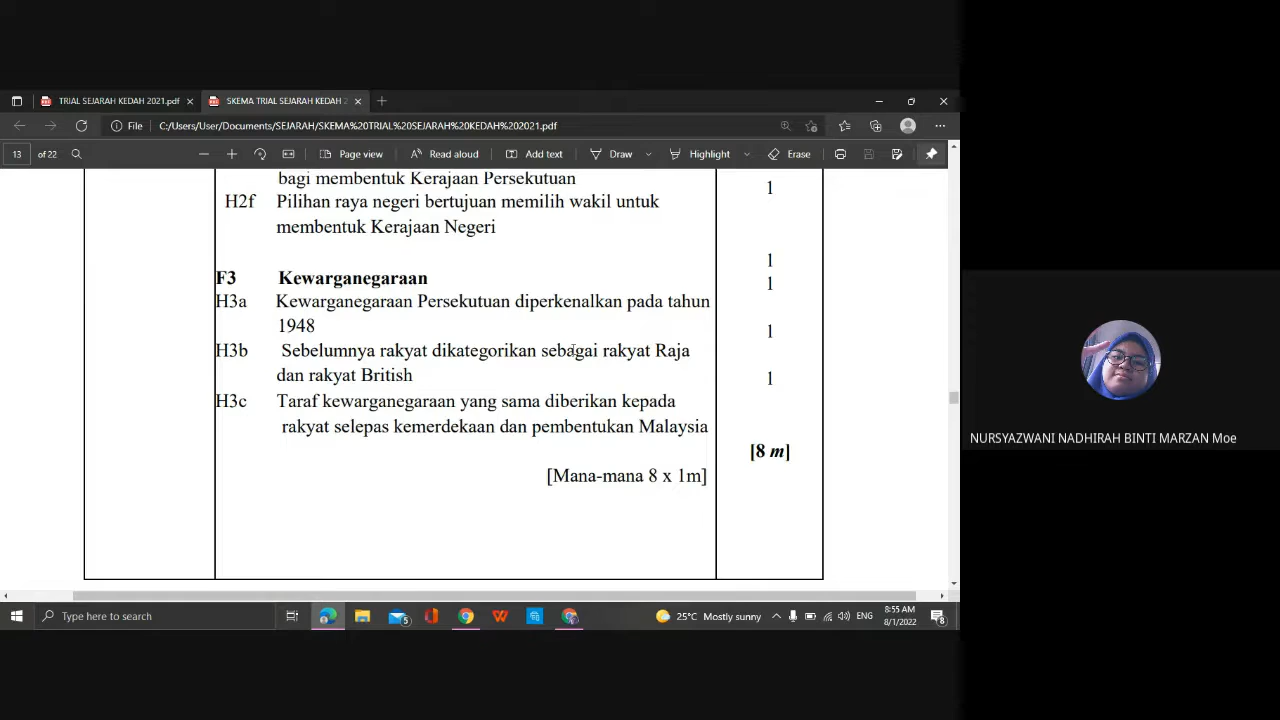 TRIAL SEJARAH KEDAH 2021.pdf
SKEMA TRIAL SEJARAH KEDAH 2
File
C:/Users/User/Documents/SEJARAH/SKEMA%20TRIAL%20SEJARAH%20KEDAH%202021.pdf
13 of 22
Page view
Read aloud
Add text
Draw
Highlight
Erase
bagi membentuk Kerajaan Persekutuan
1
H2f Pilihan raya negeri bertujuan memilih wakil untuk
membentuk Kerajaan Negeri
1
F3 Kewarganegaraan
1
H3a Kewarganegaraan Persekutuan diperkenalkan pada tahun
1948
1
H3b Sebelumnya rakyat dikategorikan sebagai rakyat Raja
dan rakyat British
1
H3c Taraf kewarganegaraan yang sama diberikan kepada
rakyat selepas kemerdekaan dan pembentukan Malaysia
[8 m]
[Mana-mana 8 x 1m]
NURSYAZWANI NADHIRAH BINTI MARZAN Moe
Type here to search
5
25°C Mostly sunny
ENG
8:55 AM
8/1/2022
8